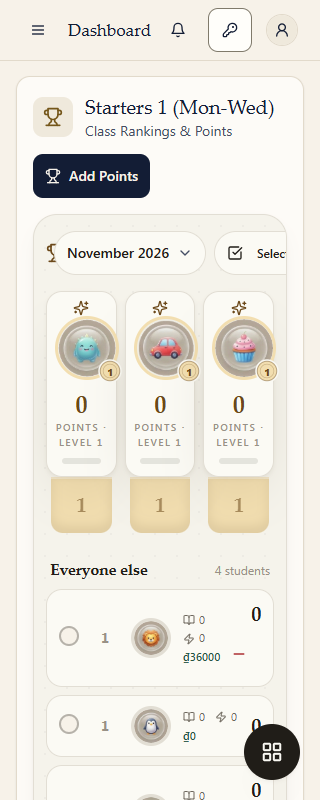 Dashboard
Starters 1 (Mon-Wed)
Class Rankings & Points
Add Points
November 2026
Selec
1 1 1
0 0 0
POINTS · POINTS · POINTS ·
LEVEL 1 LEVEL 1 LEVEL 1
1 1 1
Everyone else 4 students
0
0
1 0
₫36000
0 0 0
1
₫0
0
0